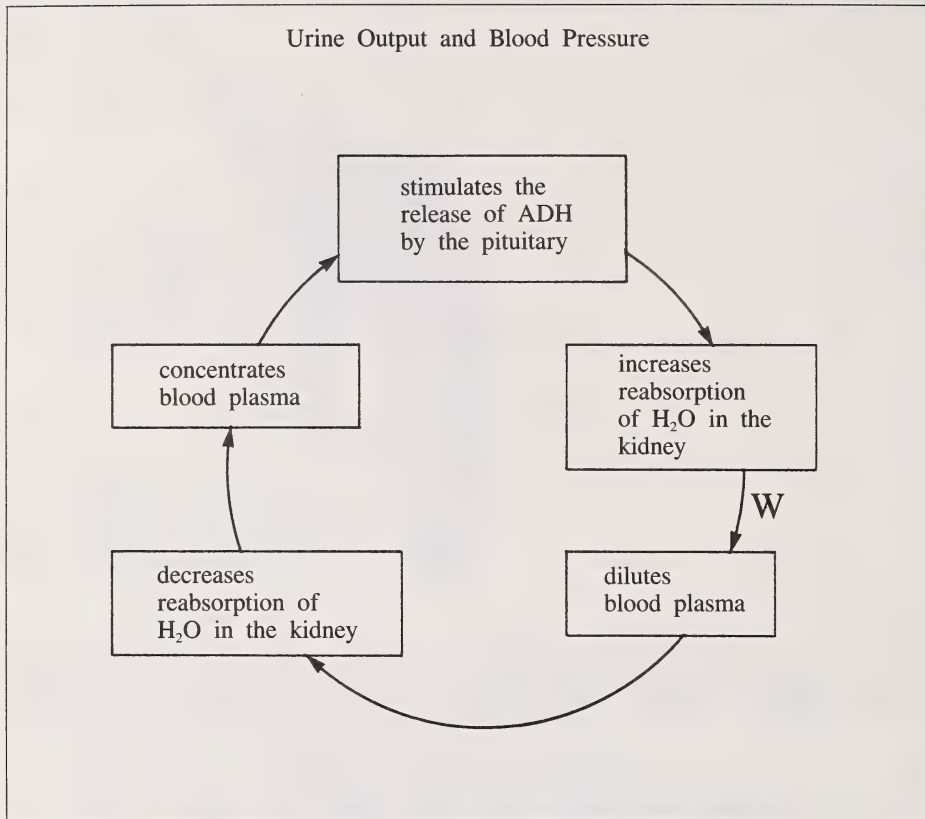 Urine Output and Blood Pressure
stimulates the
release of ADH
by the pituitary
increases
reabsorption
of H₂O in the
kidney
W
dilutes
blood plasma
decreases
reabsorption of
H₂O in the kidney
concentrates
blood plasma